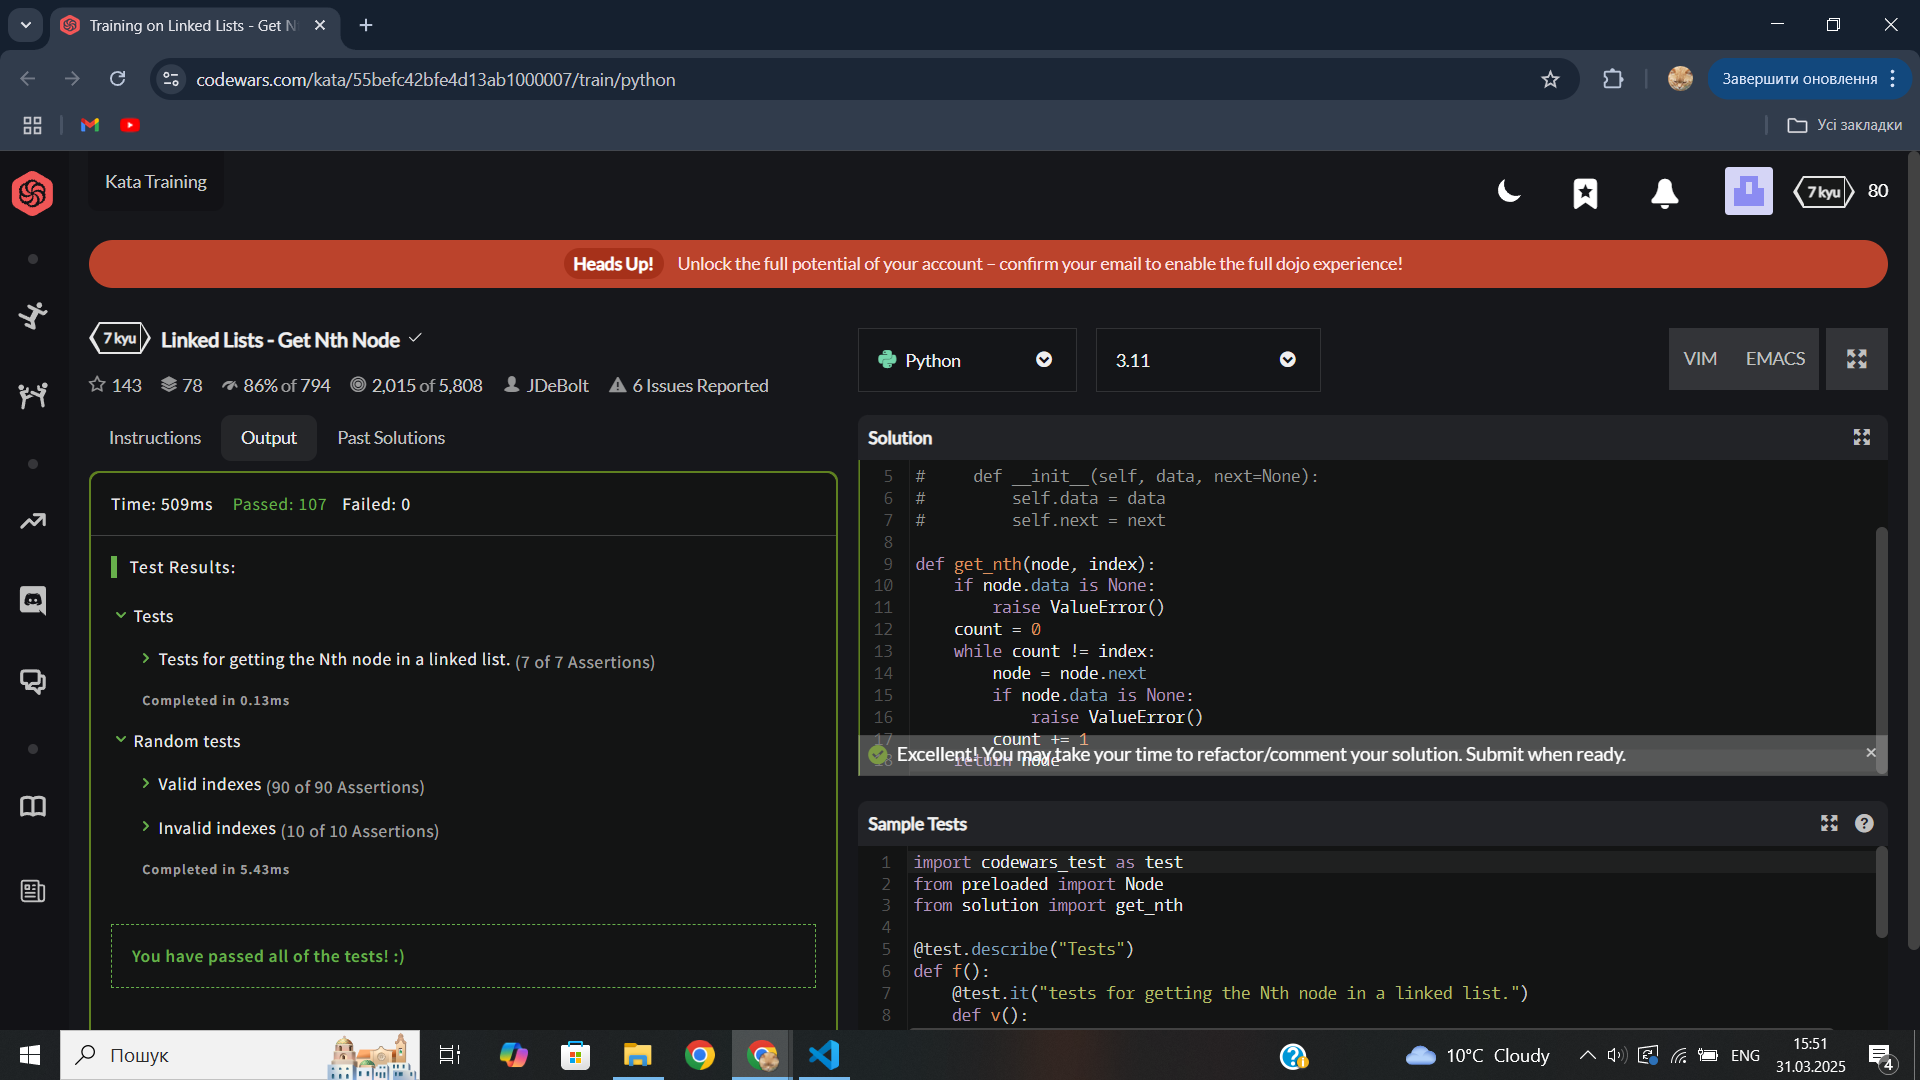 Training on Linked Lists - Get N
codewars.com/kata/55befc42bfe4d13ab1000007/train/python
Завершити оновлення
Усі закладки
Kata Training
7 kyu 80
Heads Up! Unlock the full potential of your account – confirm your email to enable the full dojo experience!
7 kyu Linked Lists - Get Nth Node
143 78 86% of 794 2,015 of 5,808 JDeBolt 6 Issues Reported
Python
3.11
VIM EMACS
Instructions Output Past Solutions
Time: 509ms Passed: 107 Failed: 0
Test Results:
Tests
Tests for getting the Nth node in a linked list. (7 of 7 Assertions)
Completed in 0.13ms
Random tests
Valid indexes (90 of 90 Assertions)
Invalid indexes (10 of 10 Assertions)
Completed in 5.43ms
You have passed all of the tests! :)
Solution
5 #     def __init__(self, data, next=None):
6 #         self.data = data
7 #         self.next = next
8
9 def get_nth(node, index):
10     if node.data is None:
11         raise ValueError()
12     count = 0
13     while count != index:
14         node = node.next
15         if node.data is None:
16             raise ValueError()
17         count += 1
18     return node
Excellent! You may take your time to refactor/comment your solution. Submit when ready.
Sample Tests
1 import codewars_test as test
2 from preloaded import Node
3 from solution import get_nth
4
5 @test.describe("Tests")
6 def f():
7     @test.it("tests for getting the Nth node in a linked list.")
8     def v():
Пошук
10°C Cloudy
ENG
15:51
31.03.2025
4